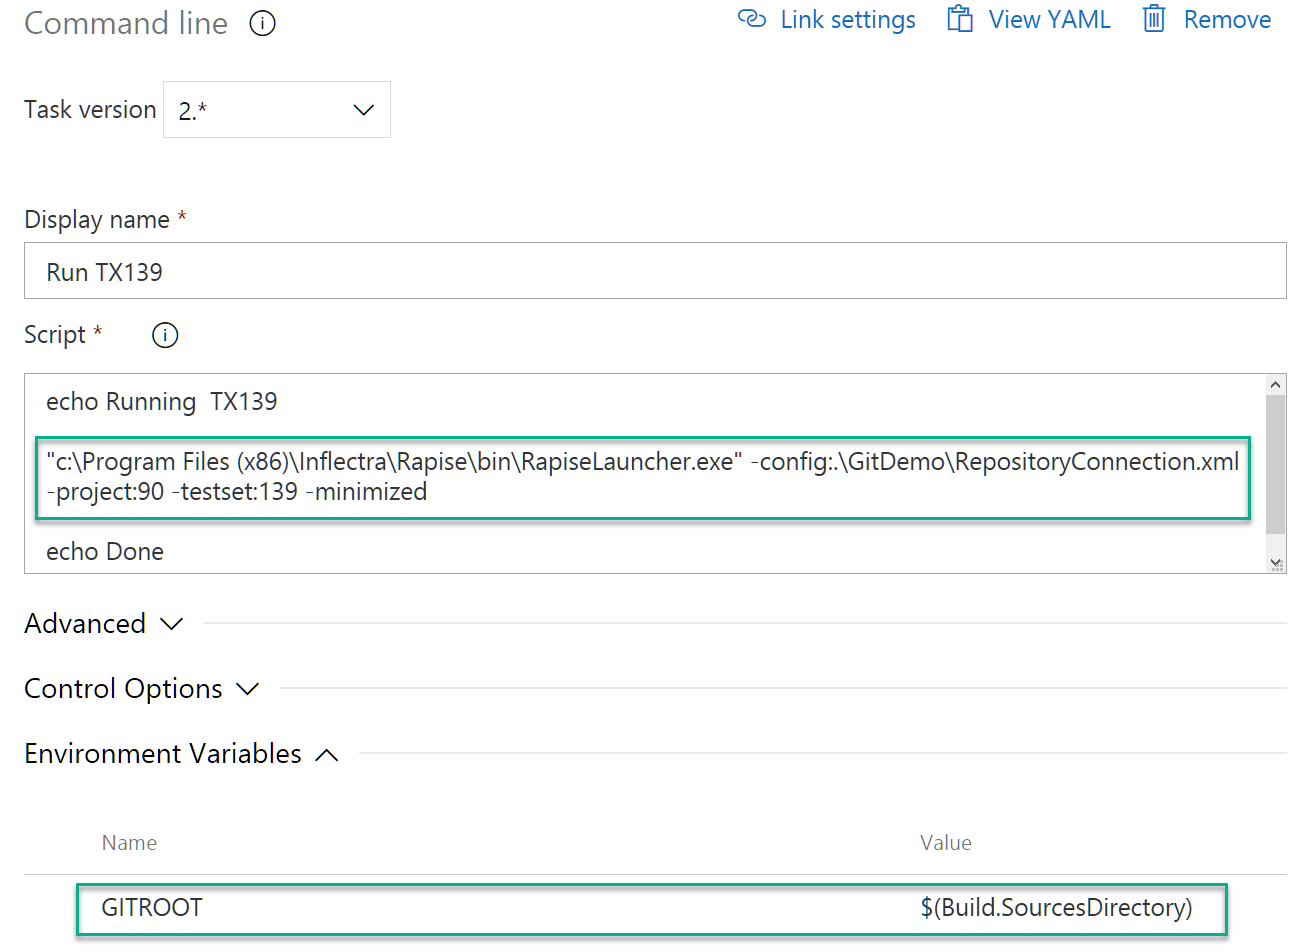 Command line
Link settings
View YAML
Remove
Task version 2.*
Display name *
Run TX139
Script *
echo Running  TX139
"c:\Program Files (x86)\Inflectra\Rapise\bin\RapiseLauncher.exe" -config:.\GitDemo\RepositoryConnection.xml
-project:90 -testset:139 -minimized
echo Done
Advanced
Control Options
Environment Variables
Name Value
GITROOT $(Build.SourcesDirectory)